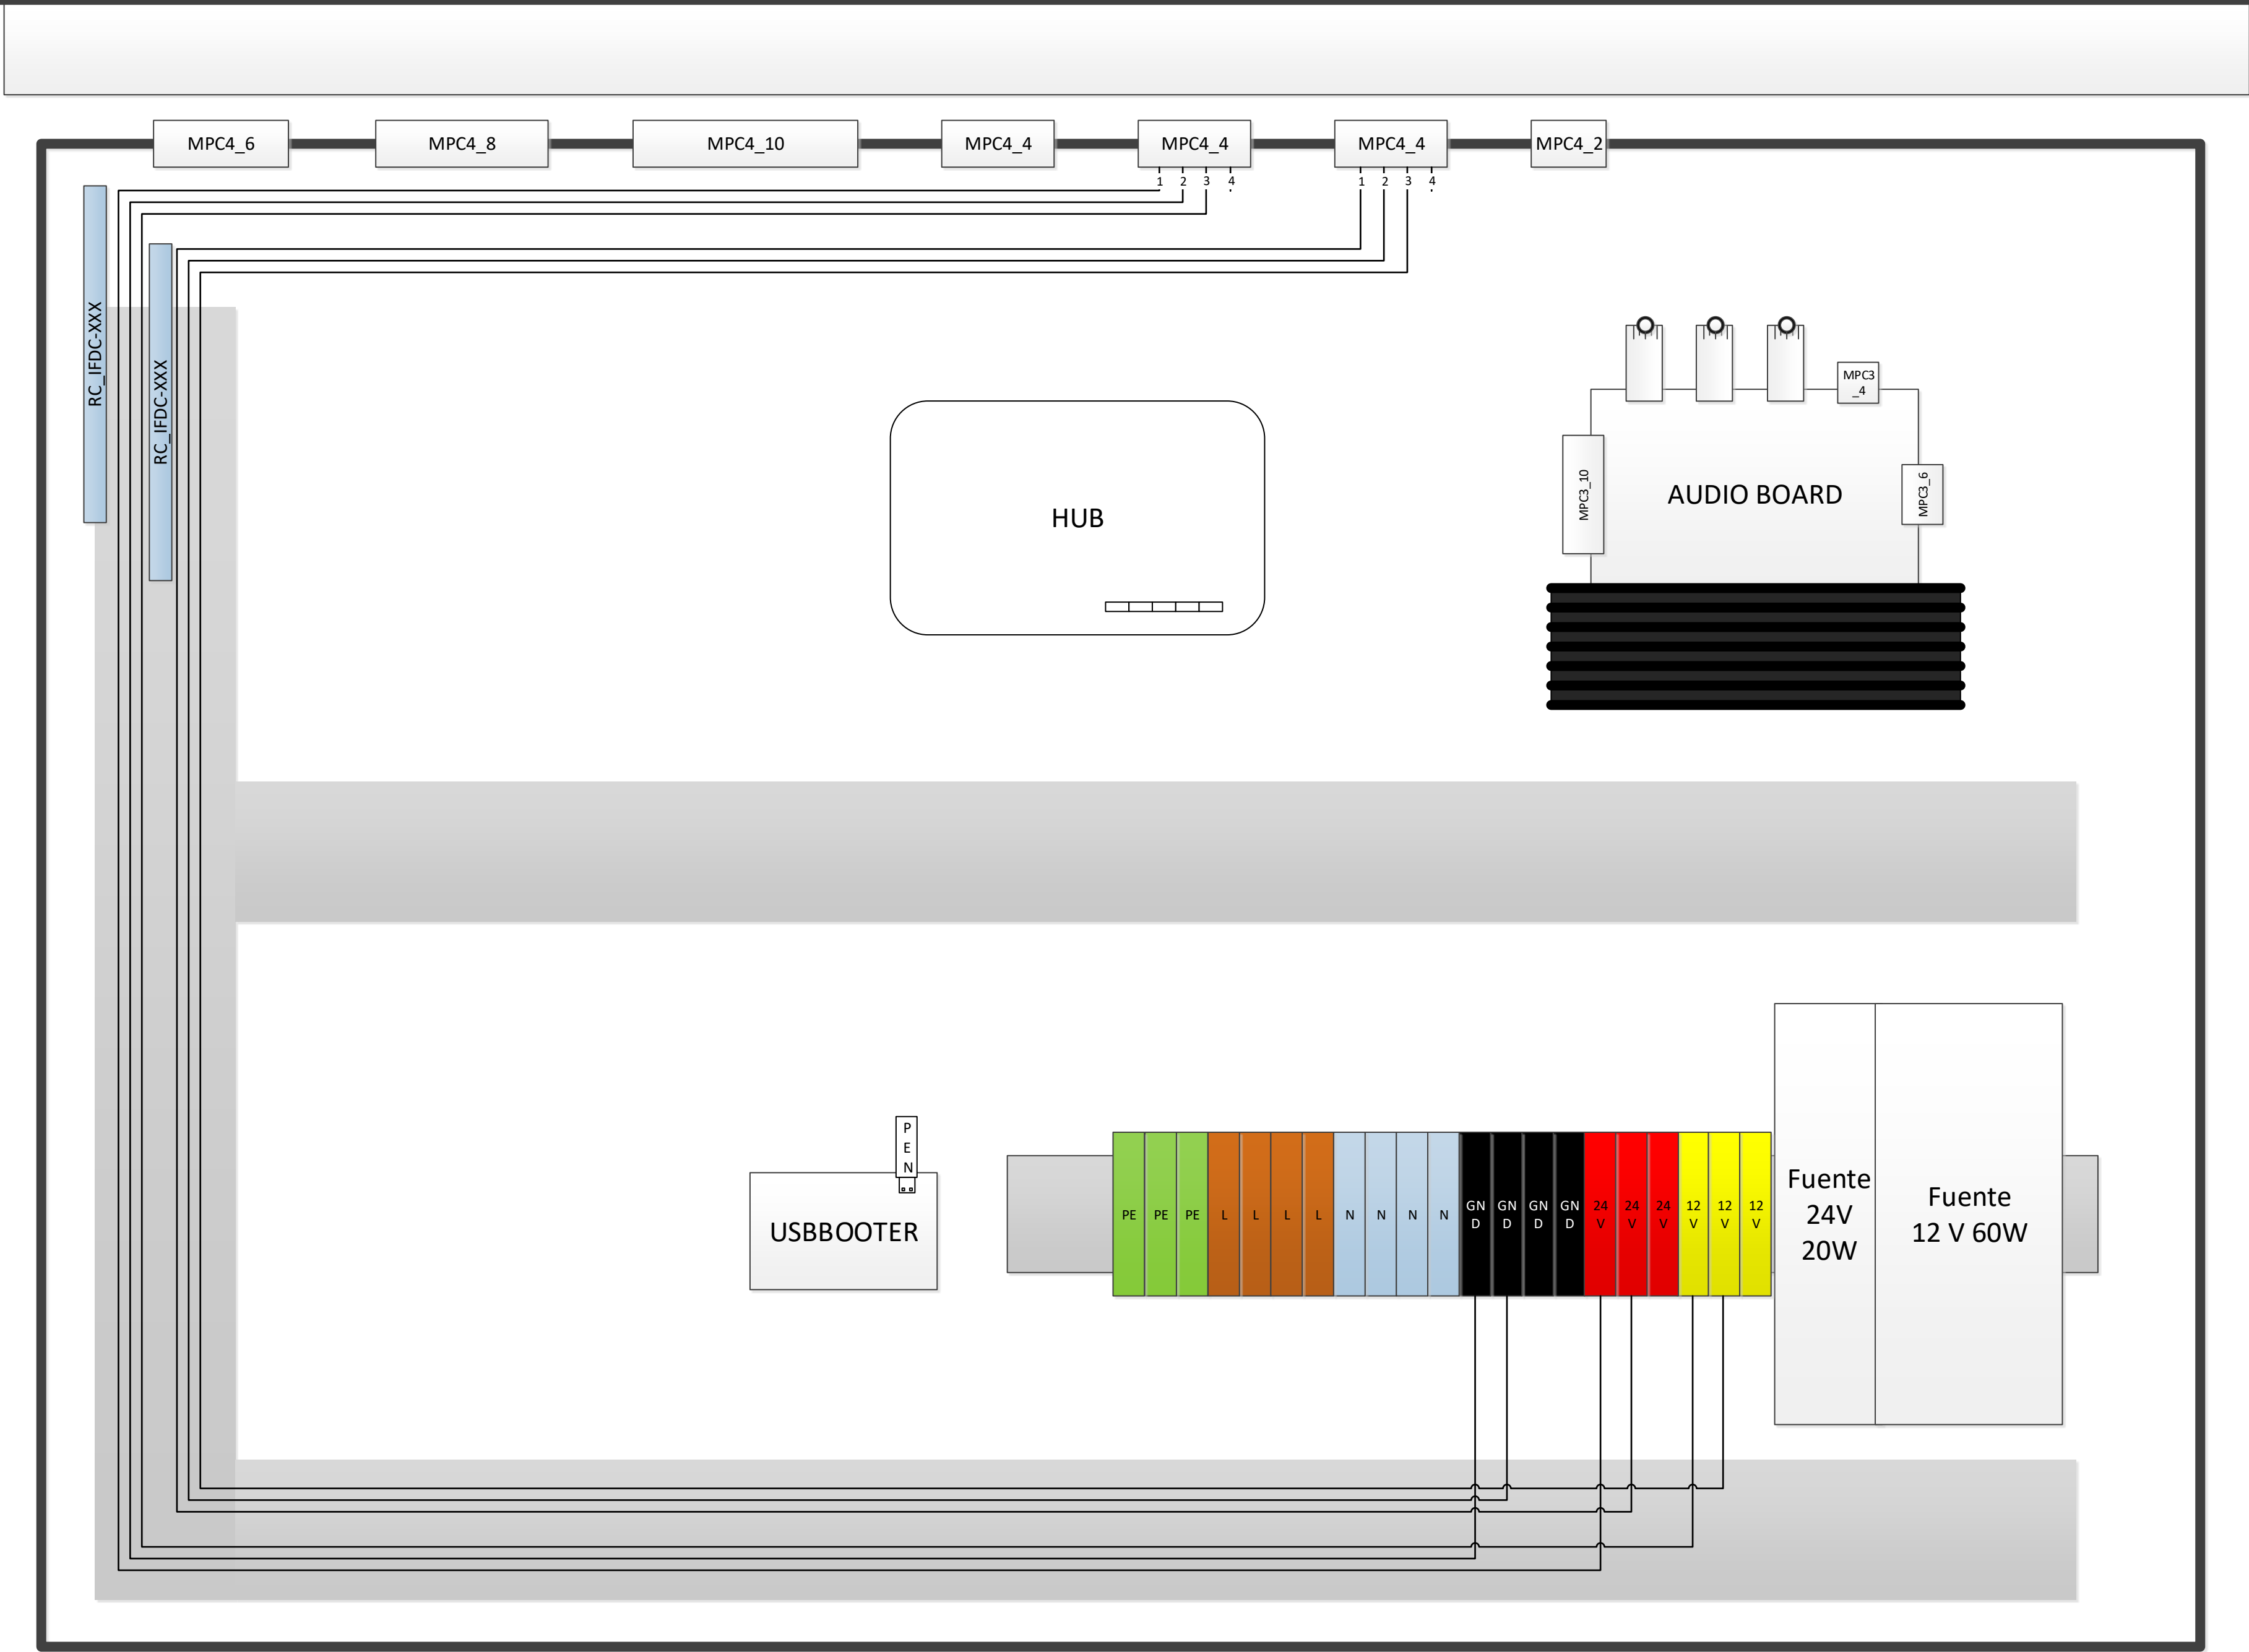 MPC4_6
MPC4_8
MPC4_10
MPC4_4
MPC4_4
MPC4_4
MPC4_2
1 2 3 4
1 2 3 4
RC_IFDC-XXX
RC_IFDC-XXX
MPC3
_4
HUB
MPC3_10
AUDIO BOARD
MPC3_6
P
E
N
USBBOOTER
PE
PE
PE
L
L
L
L
N
N
N
N
GN
D
GN
D
GN
D
GN
D
24
V
24
V
24
V
12
V
12
V
12
V
Fuente
24V
20W
Fuente
12 V 60W